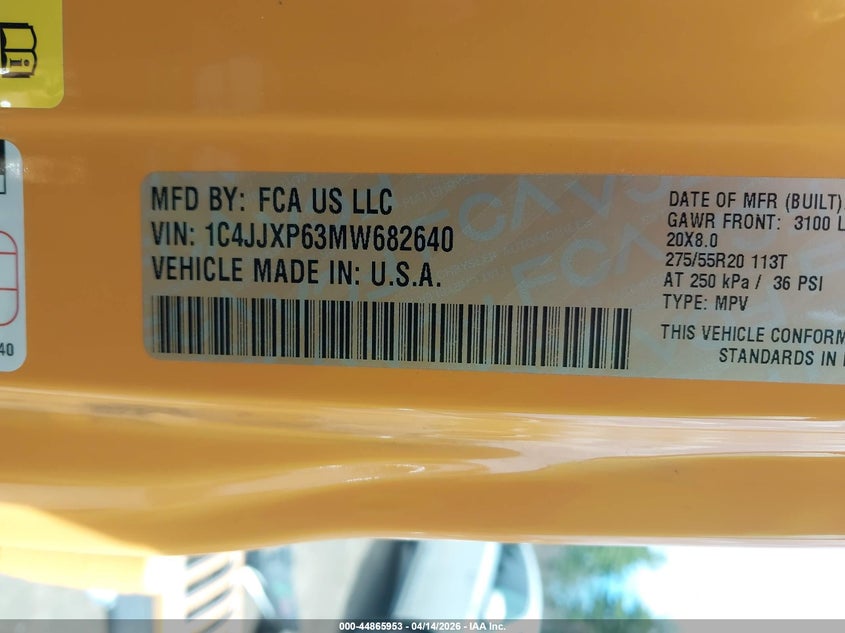 MFD BY: FCA US LLC
VIN: 1C4JJXP63MW682640
VEHICLE MADE IN: U.S.A.
DATE OF MFR (BUILT)
GAWR FRONT: 3100 L
20X8.0
275/55R20 113T
AT 250 kPa / 36 PSI
TYPE: MPV
THIS VEHICLE CONFORM
STANDARDS IN
40
000-44865953 | 04/14/2026 - IAA Inc.